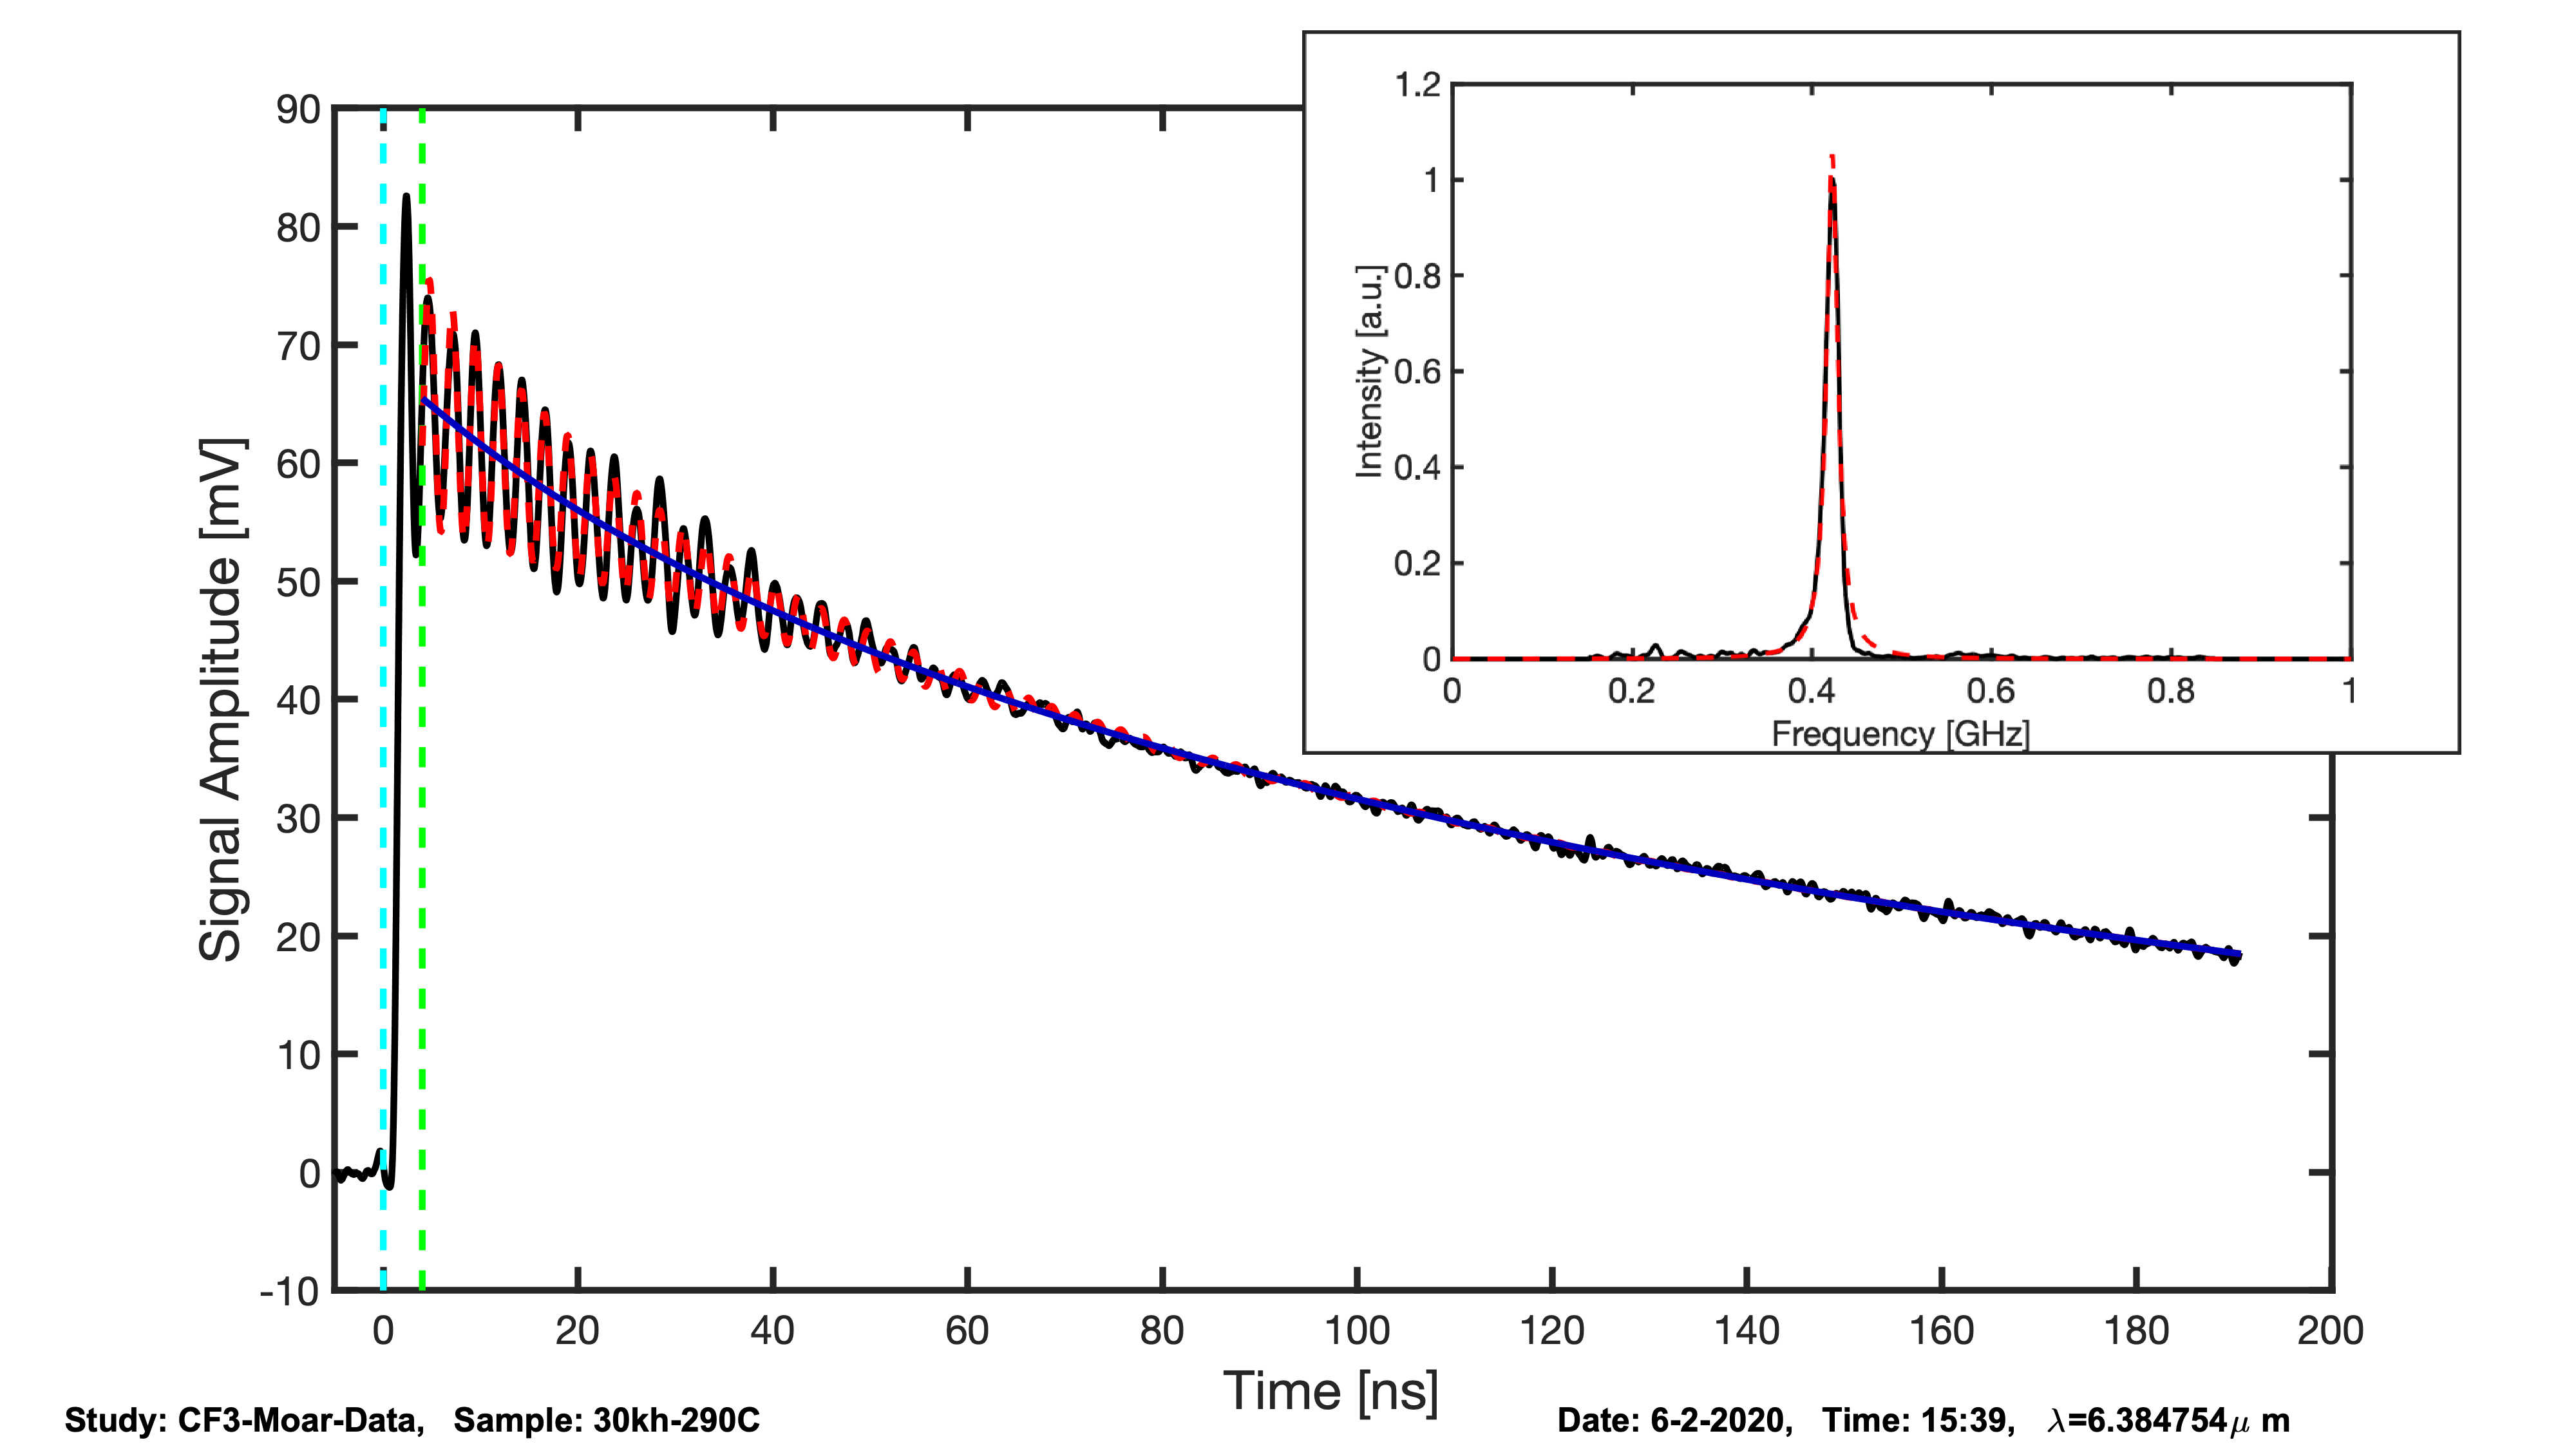 1.2
1
0.8
0.6
0.4
0.2
0
Intensity [a.u.]
0 0.2 0.4 0.6 0.8 1
Frequency [GHz]
90
80
70
60
50
40
30
20
10
0
-10
Signal Amplitude [mV]
0 20 40 60 80 100 120 140 160 180 200
Time [ns]
Study: CF3-Moar-Data, Sample: 30kh-290C
Date: 6-2-2020, Time: 15:39, λ=6.384754μ m